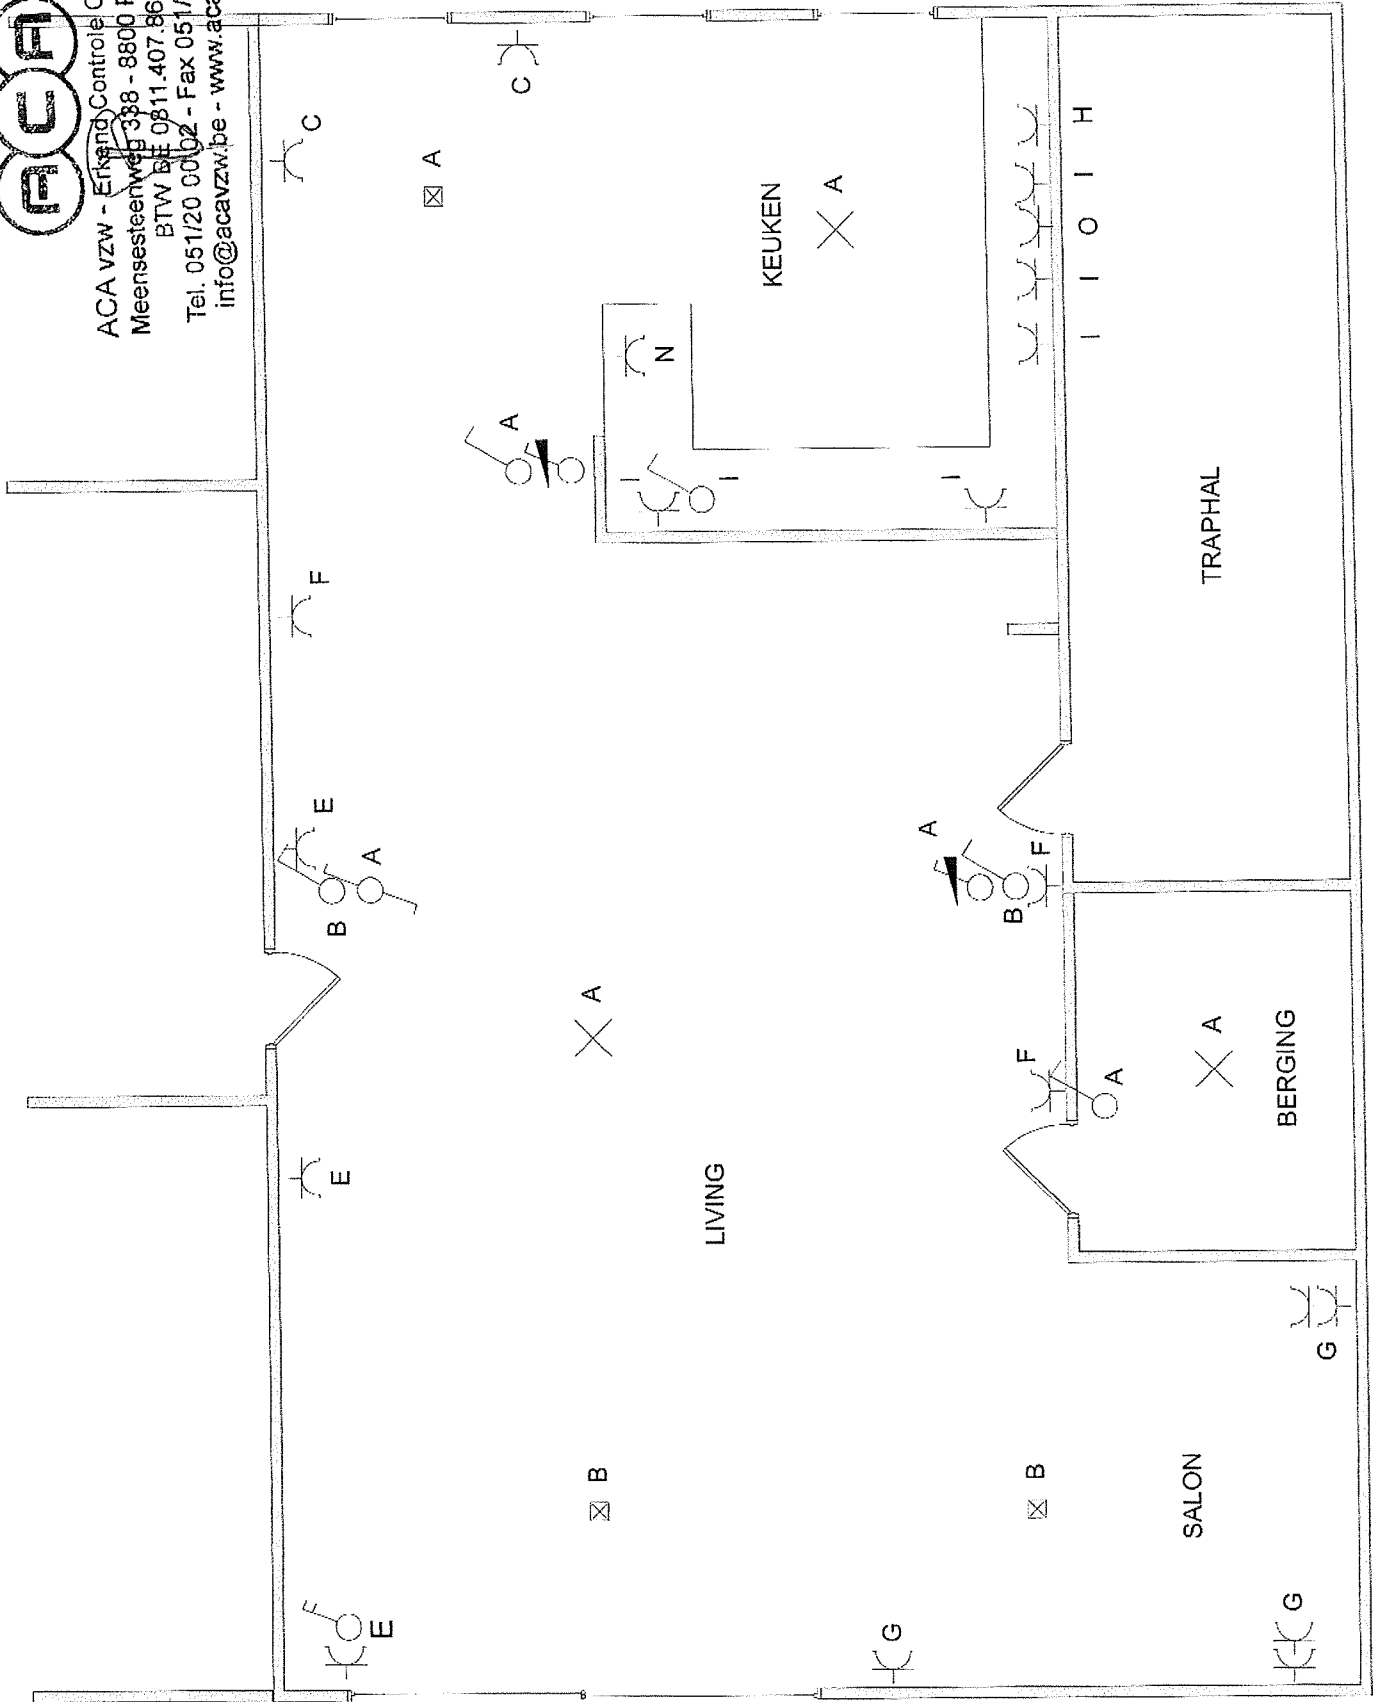 ACA
ACA vzw - Erkend Controle
Meensesteenweg 338 - 8800
BTW BE 0811.407.86
Tel. 051/20 00 02 - Fax 051/
info@acavzw.be - www.aca
C
C
A
KEUKEN
A
H
I
O
I
I
N
A
I
I
I
TRAPHAL
F
E
A
B
A
F
B
A
F
A
A
BERGING
E
LIVING
G
B
B
SALON
E
G
G